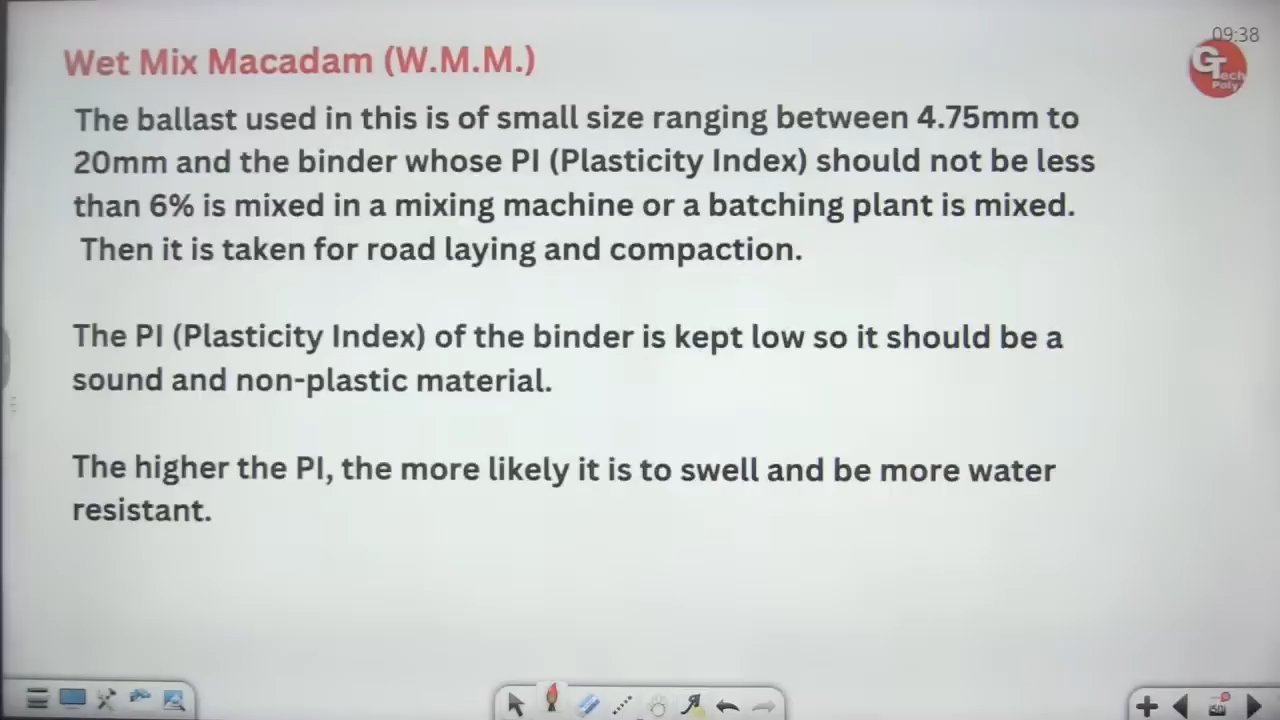 09:38
Wet Mix Macadam (W.M.M.)
GTech
Poly
The ballast used in this is of small size ranging between 4.75mm to
20mm and the binder whose PI (Plasticity Index) should not be less
than 6% is mixed in a mixing machine or a batching plant is mixed.
Then it is taken for road laying and compaction.
The PI (Plasticity Index) of the binder is kept low so it should be a
sound and non-plastic material.
The higher the PI, the more likely it is to swell and be more water
resistant.